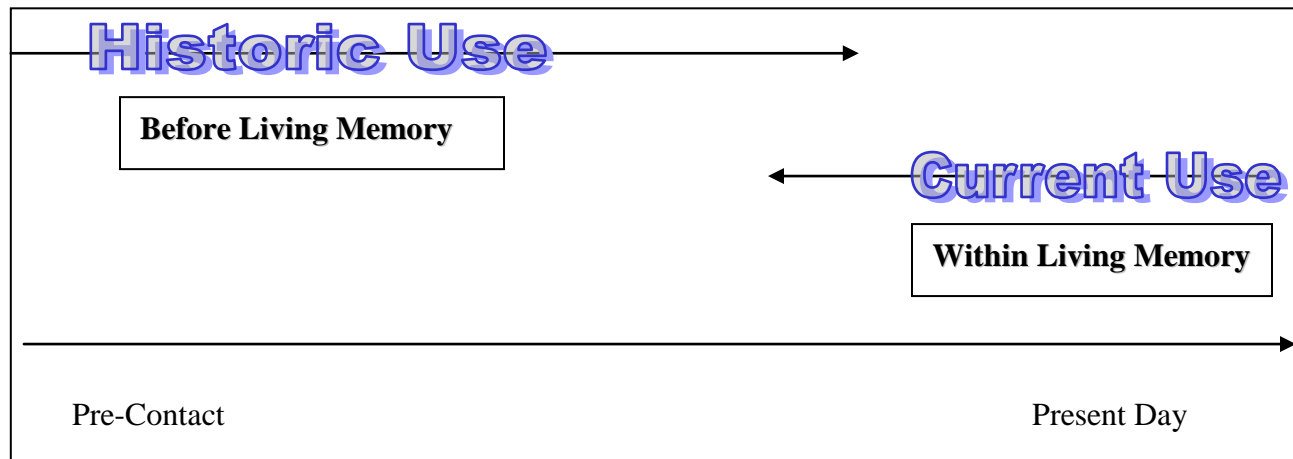 Historic Use
Before Living Memory
Current Use
Within Living Memory
Pre-Contact
Present Day